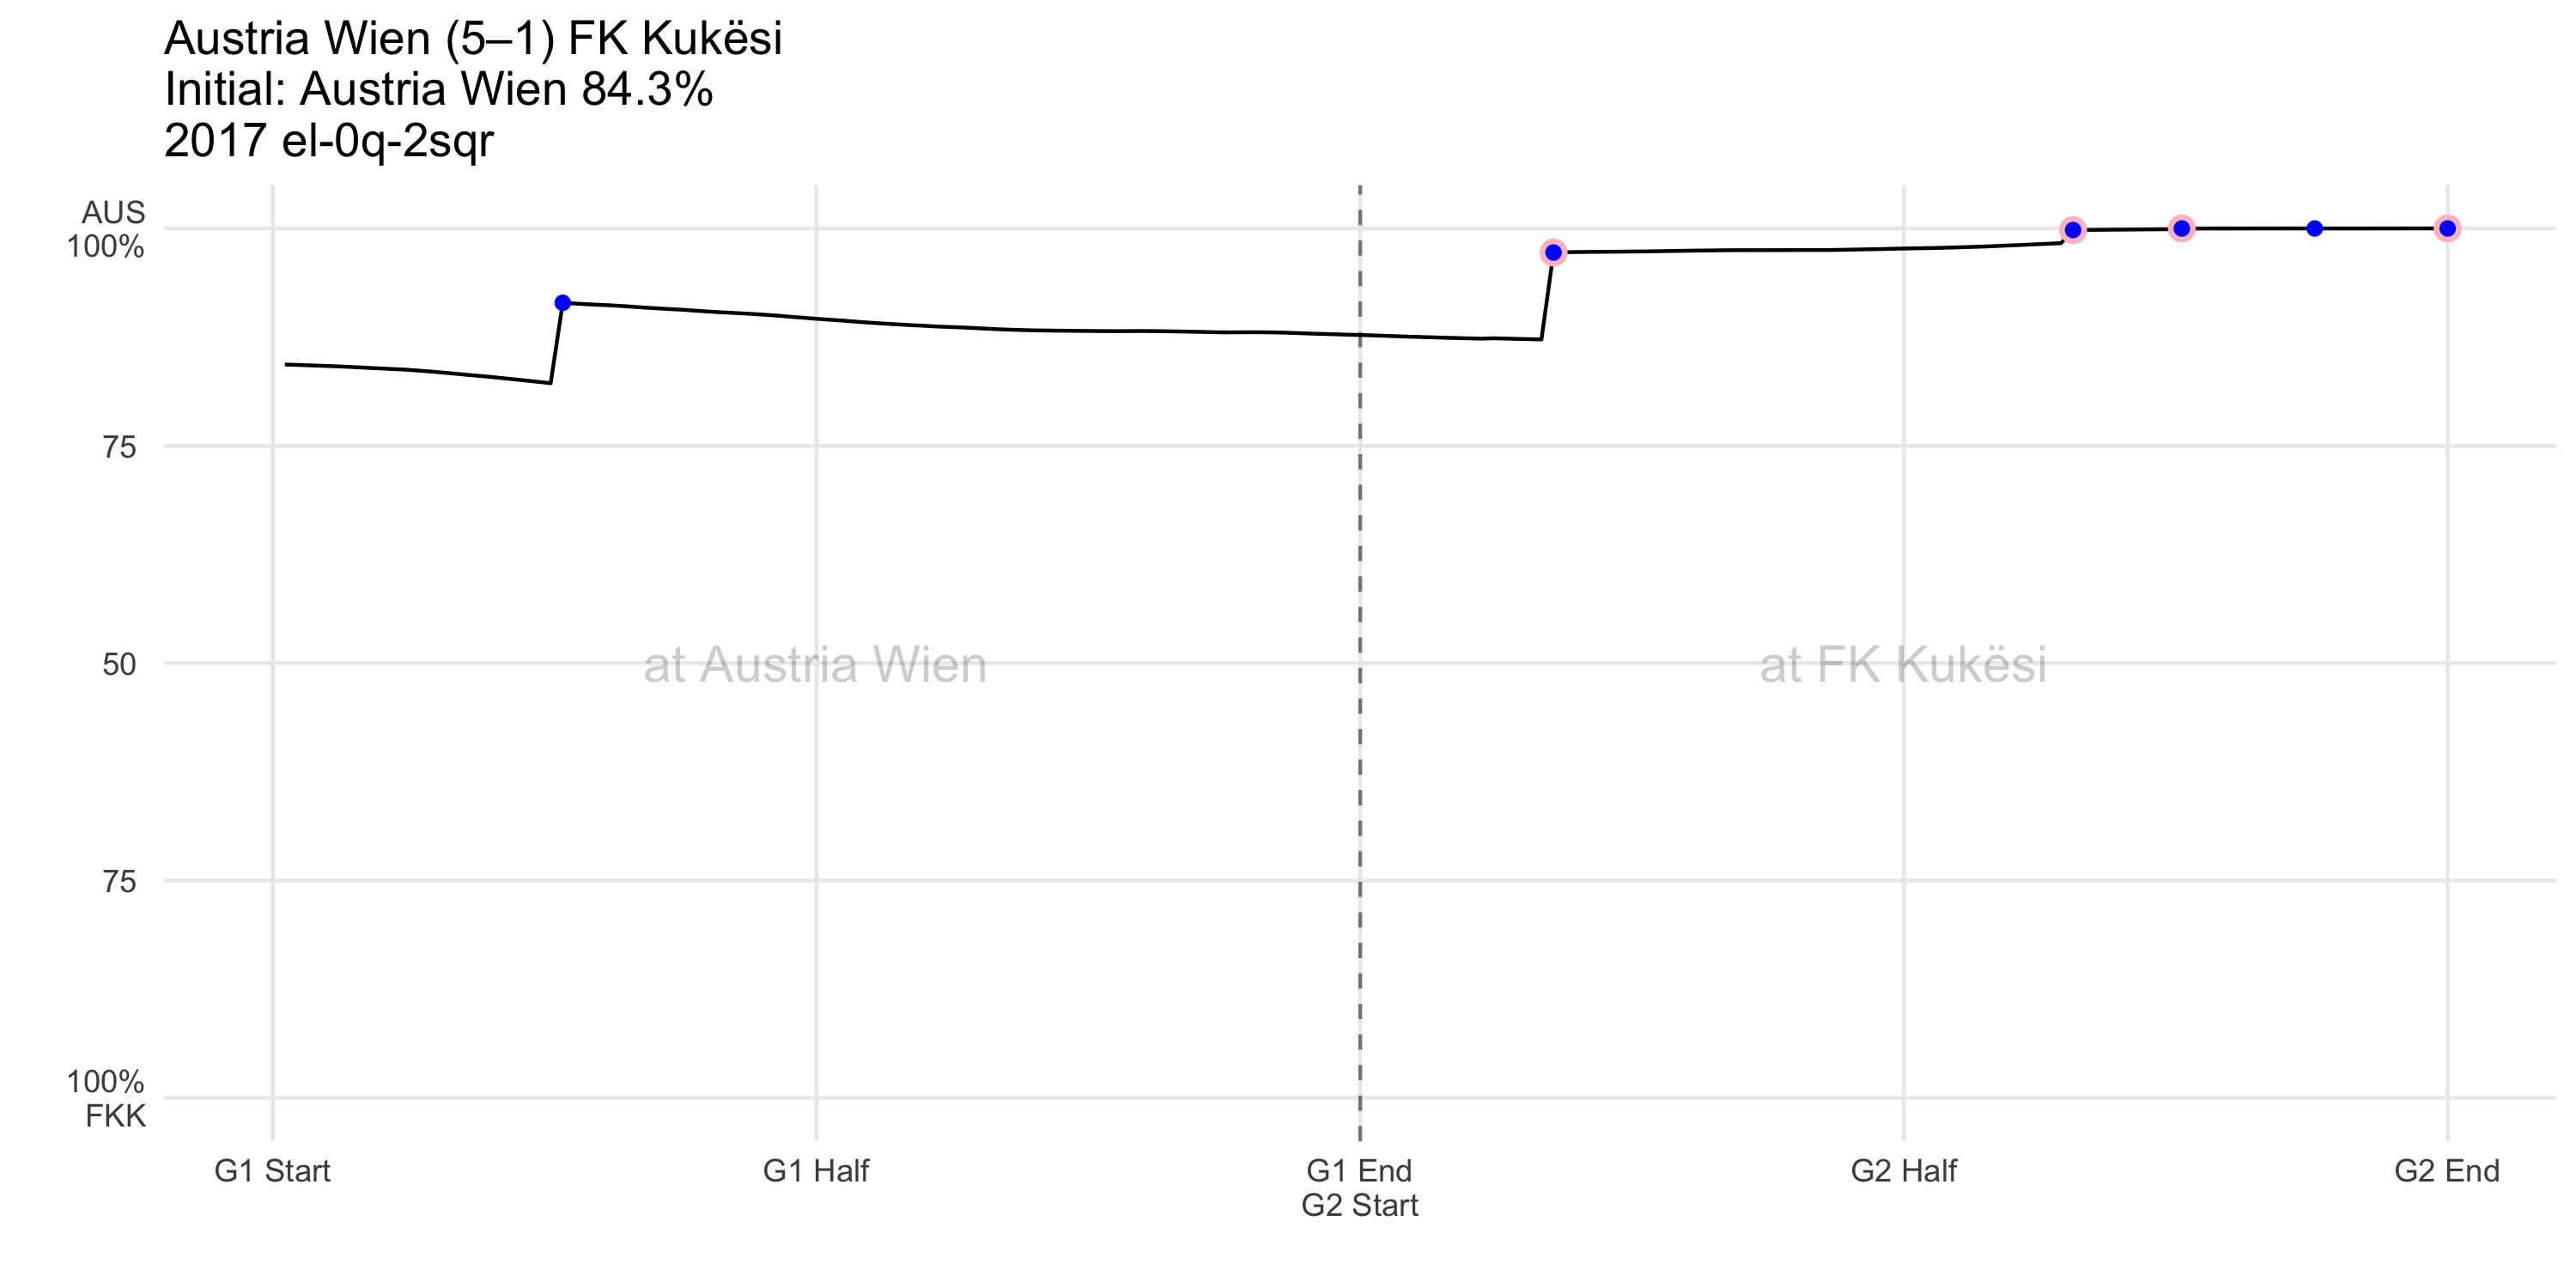 Austria Wien (5–1) FK Kukësi
Initial: Austria Wien 84.3%
2017 el-0q-2sqr
AUS
100%
75
50
75
100%
FKK
at Austria Wien
at FK Kukësi
G1 Start
G1 Half
G1 End
G2 Start
G2 Half
G2 End